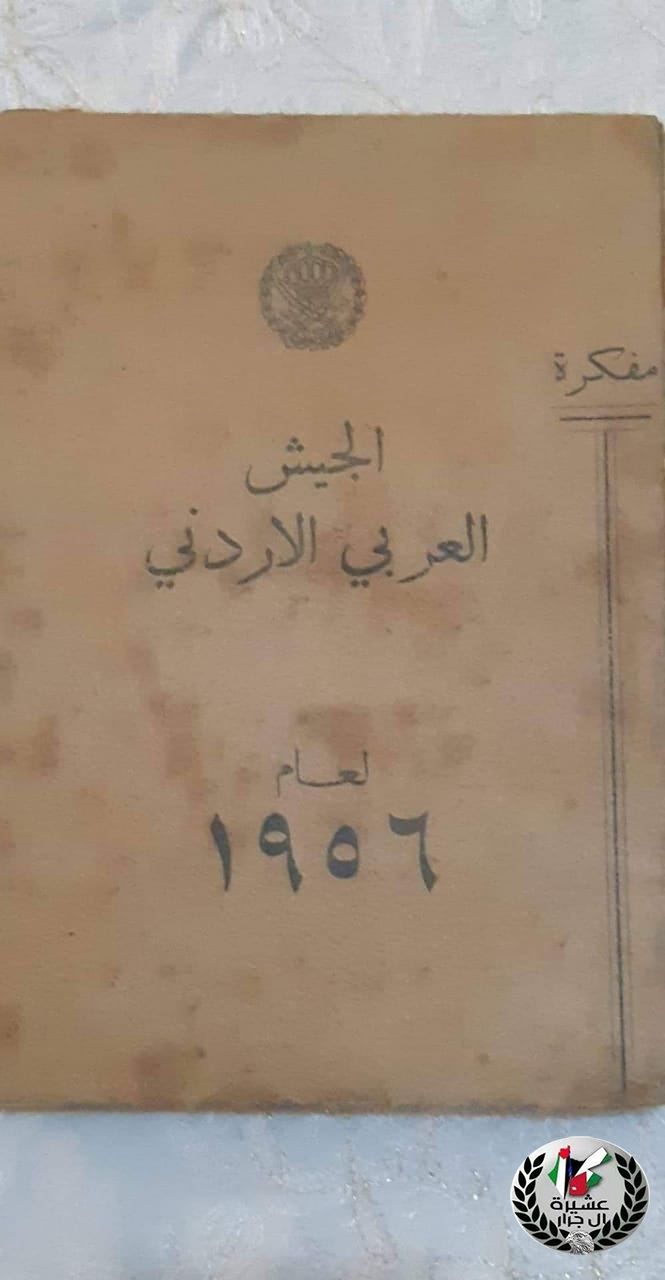 مفكرة
الجيش
العربي الاردني
لعام
١٩٥٦
عشيرة
ال جرار